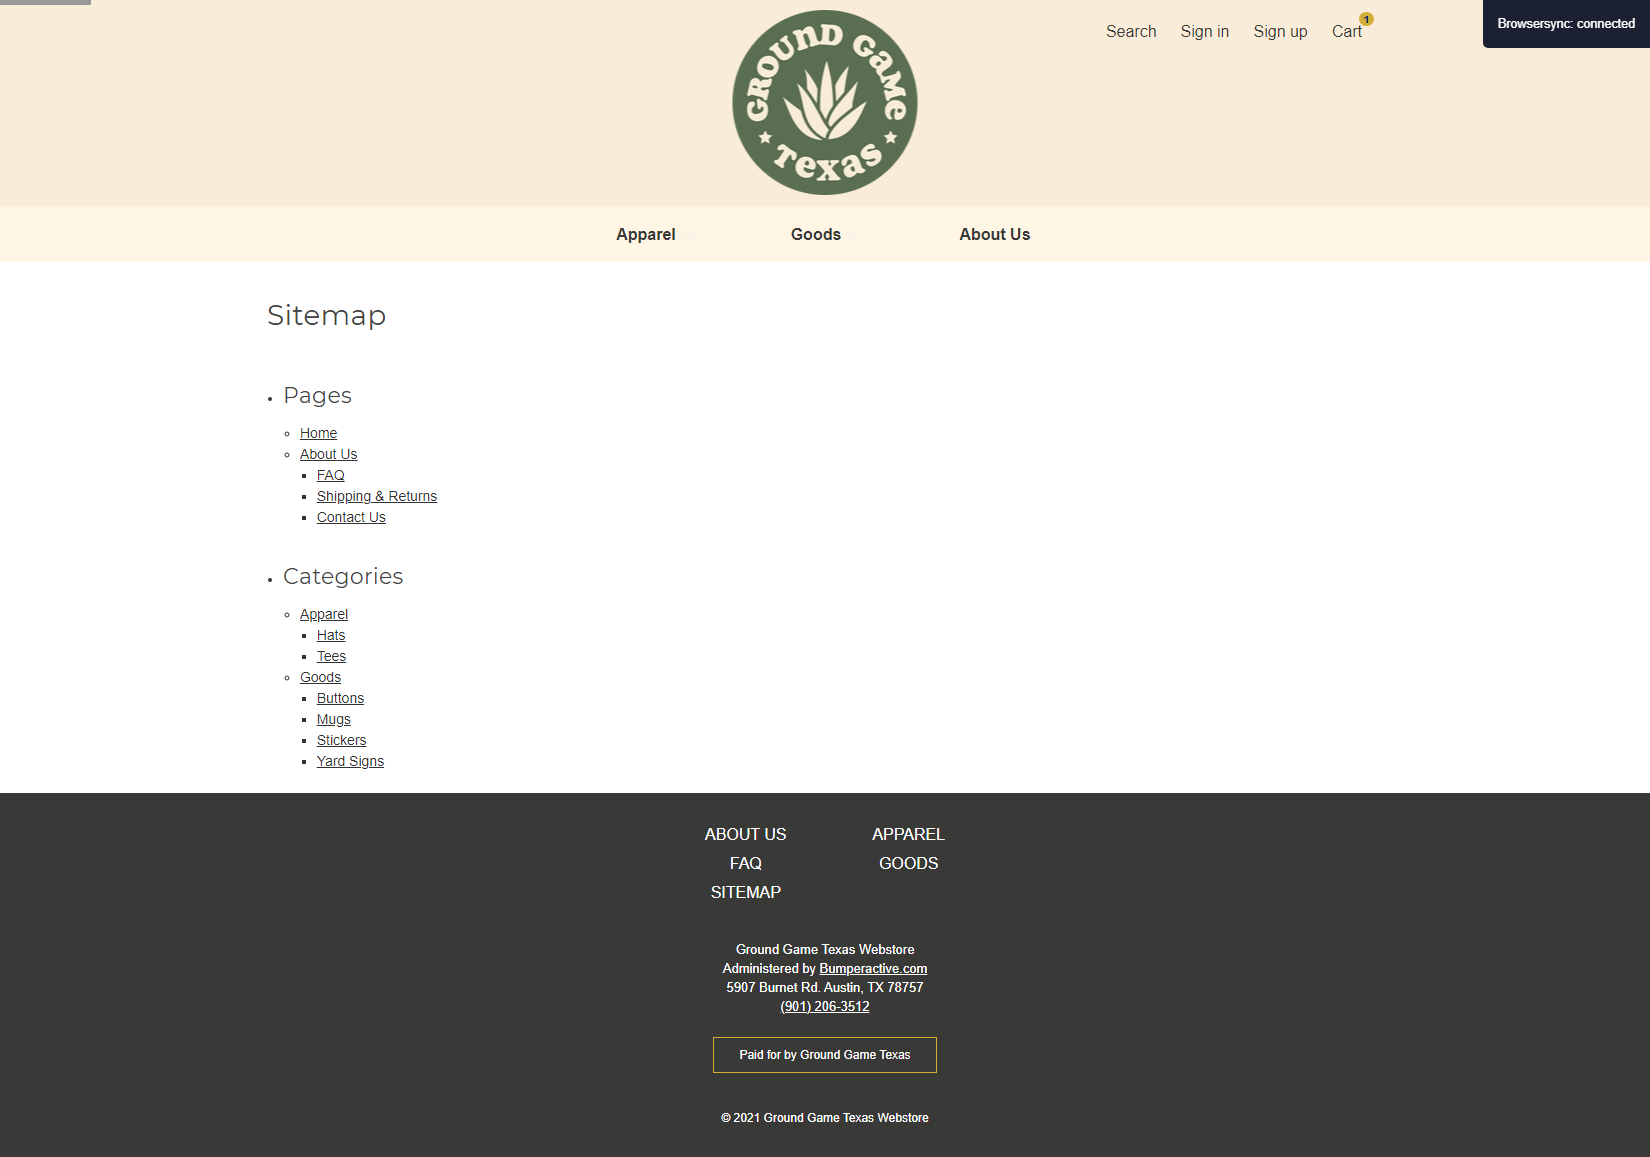 GROUND GAME
TEXAS
Search Sign in Sign up Cart 1
Browsersync: connected
Apparel Goods About Us
Sitemap
Pages
Home
About Us
FAQ
Shipping & Returns
Contact Us
Categories
Apparel
Hats
Tees
Goods
Buttons
Mugs
Stickers
Yard Signs
ABOUT US APPAREL
FAQ GOODS
SITEMAP
Ground Game Texas Webstore
Administered by Bumperactive.com
5907 Burnet Rd. Austin, TX 78757
(901) 206-3512
Paid for by Ground Game Texas
© 2021 Ground Game Texas Webstore